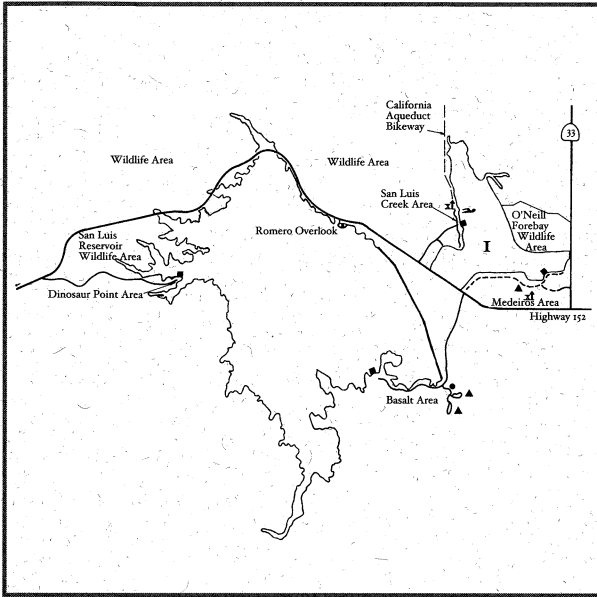 California
Aqueduct
Bikeway
33
Wildlife Area
Wildlife Area
San Luis
Creek Area
O'Neill
Forebay
Wildlife
Area
San Luis
Reservoir
Wildlife Area
Romero Overlook
I
Dinosaur Point Area
Medeiros Area
Highway 152
Basalt Area